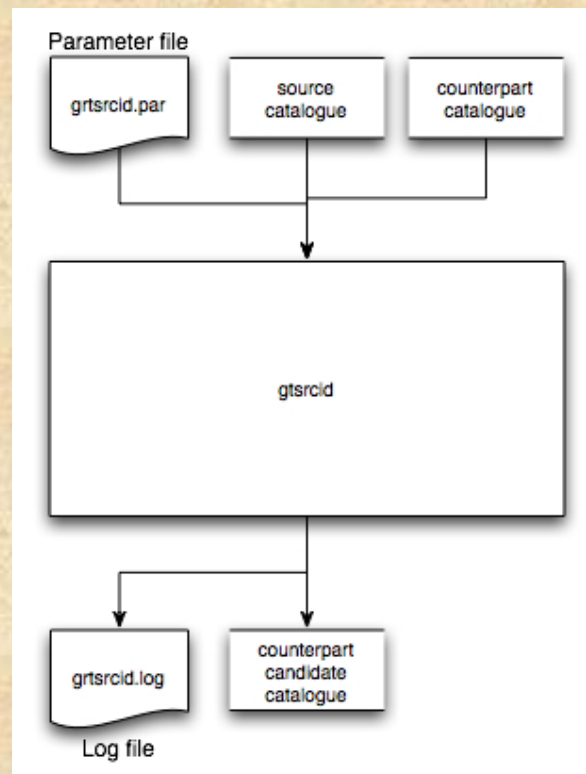 Parameter file
grtsrcid.par
source
catalogue
counterpart
catalogue
gtsrcid
grtsrcid.log
counterpart
candidate
catalogue
Log file